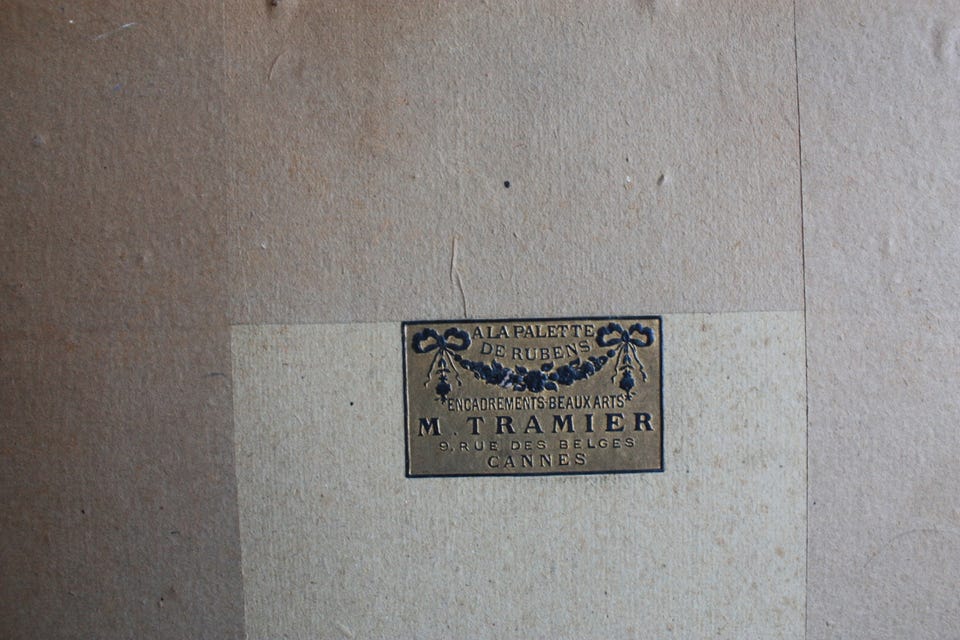 A LA PALETTE
DE RUBENS
ENCADREMENTS-BEAUX ARTS
M. TRAMIER
9, RUE DES BELGES
CANNES